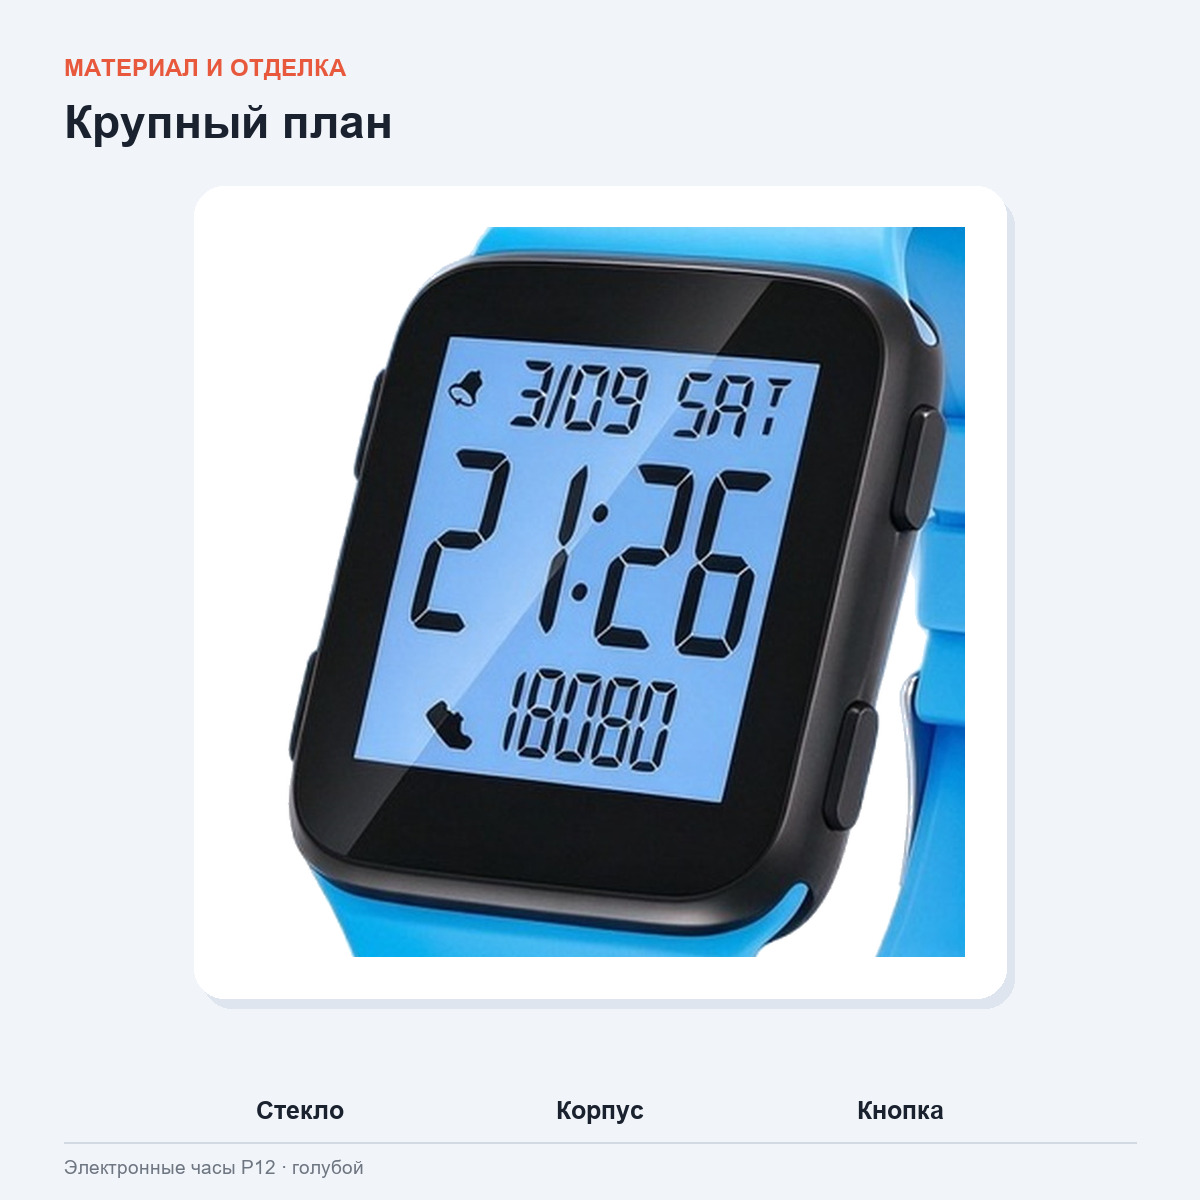 МАТЕРИАЛ И ОТДЕЛКА
Крупный план
3/09 SAT
21:26
18080
Стекло Корпус Кнопка
Электронные часы P12 · голубой